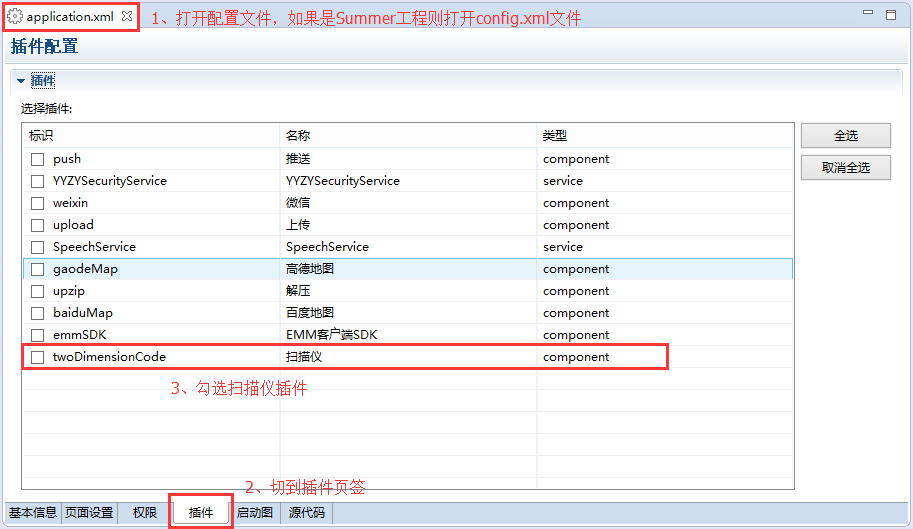 application.xml
1、打开配置文件，如果是Summer工程则打开config.xml文件
插件配置
插件
选择插件:
标识 名称 类型
push 推送 component
YYZYSecurityService YYZYSecurityService service
weixin 微信 component
upload 上传 component
SpeechService SpeechService service
gaodeMap 高德地图 component
upzip 解压 component
baiduMap 百度地图 component
emmSDK EMM客户端SDK component
twoDimensionCode 扫描仪 component
全选
取消全选
3、勾选扫描仪插件
2、切到插件页签
基本信息 页面设置 权限 插件 启动图 源代码